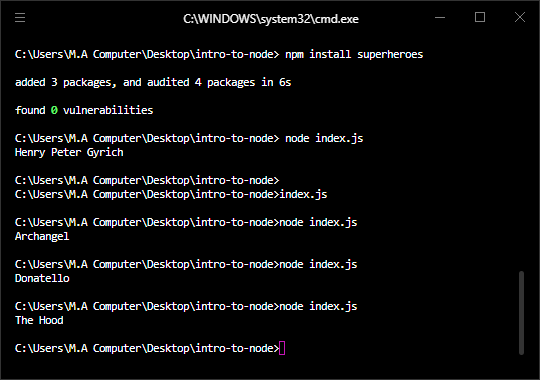 C:\WINDOWS\system32\cmd.exe
C:\Users\M.A Computer\Desktop\intro-to-node> npm install superheroes
added 3 packages, and audited 4 packages in 6s
found 0 vulnerabilities
C:\Users\M.A Computer\Desktop\intro-to-node> node index.js
Henry Peter Gyrich
C:\Users\M.A Computer\Desktop\intro-to-node>
C:\Users\M.A Computer\Desktop\intro-to-node>index.js
C:\Users\M.A Computer\Desktop\intro-to-node>node index.js
Archangel
C:\Users\M.A Computer\Desktop\intro-to-node>node index.js
Donatello
C:\Users\M.A Computer\Desktop\intro-to-node>node index.js
The Hood
C:\Users\M.A Computer\Desktop\intro-to-node>